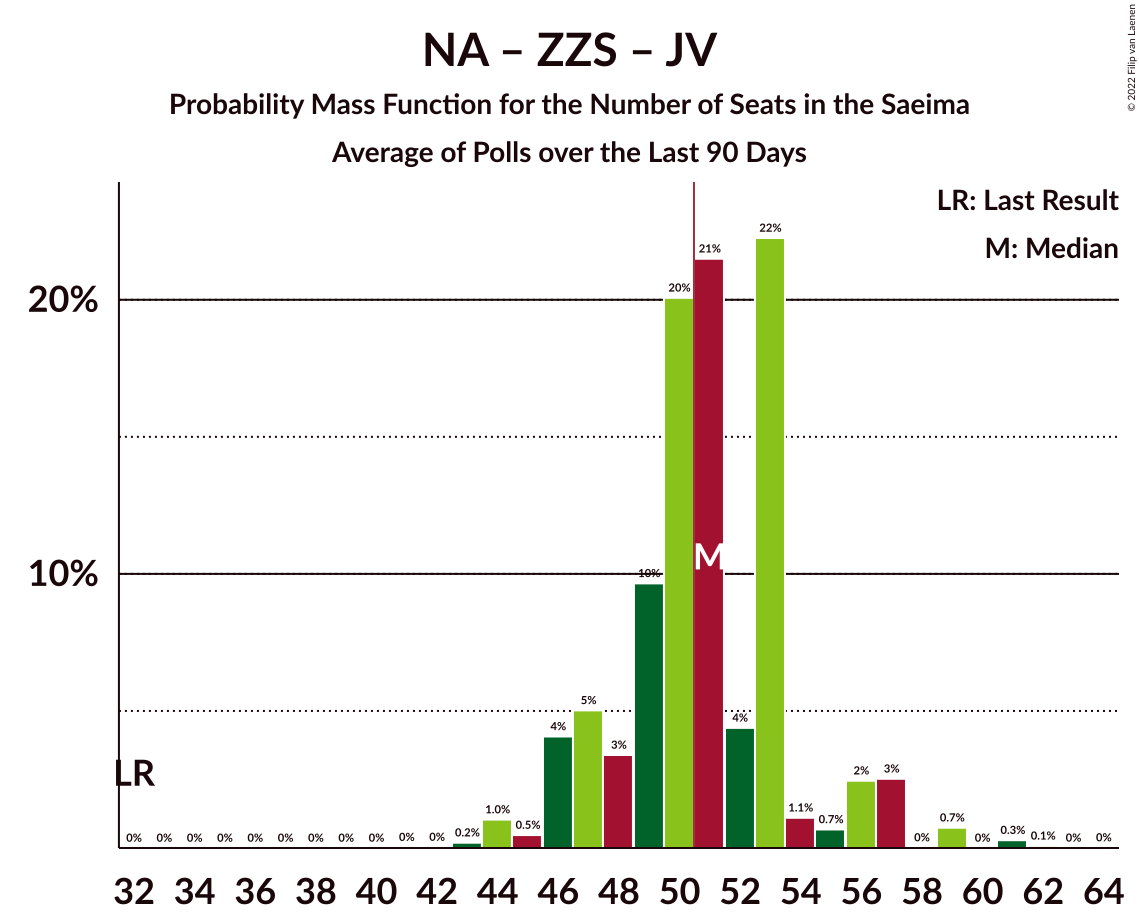 NA – ZZS – JV
Probability Mass Function for the Number of Seats in the Saeima
Average of Polls over the Last 90 Days
© 2022 Filip van Laenen
LR: Last Result
M: Median
20%
10%
LR
M
0% 0% 0% 0% 0% 0% 0% 0% 0% 0% 0% 0.2% 1.0% 0.5% 4% 5% 3% 10% 20% 21% 4% 22% 1.1% 0.7% 2% 3% 0% 0.7% 0% 0.3% 0.1% 0% 0%
32 34 36 38 40 42 44 46 48 50 52 54 56 58 60 62 64